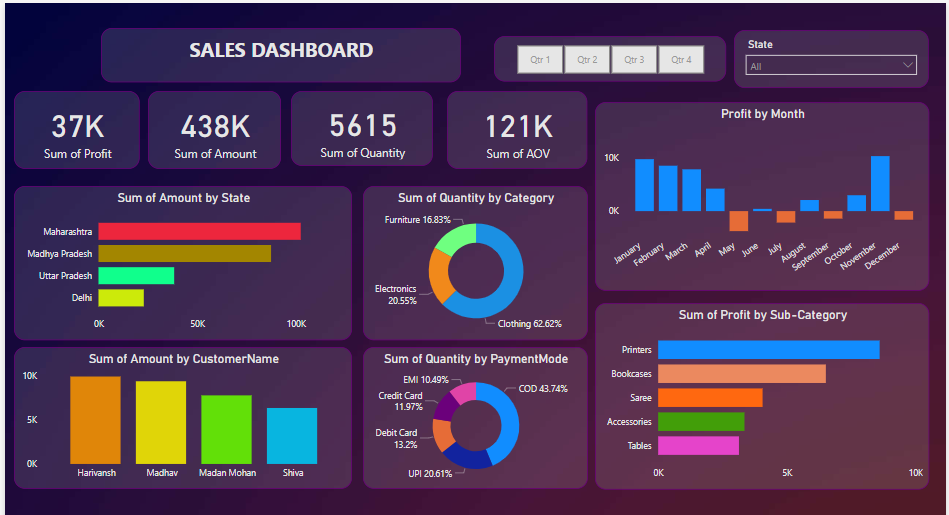 SALES DASHBOARD
Qtr 1 Qtr 2 Qtr 3 Qtr 4
State
All
37K
Sum of Profit
438K
Sum of Amount
5615
Sum of Quantity
121K
Sum of AOV
Profit by Month
10K
0K
January February March April May June July August September October November December
Sum of Amount by State
Maharashtra
Madhya Pradesh
Uttar Pradesh
Delhi
0K 50K 100K
Sum of Quantity by Category
Furniture 16.83%
Electronics
20.55%
Clothing 62.62%
Sum of Profit by Sub-Category
Printers
Bookcases
Saree
Accessories
Tables
0K 5K 10K
Sum of Amount by CustomerName
10K
5K
0K
Harivansh Madhav Madan Mohan Shiva
Sum of Quantity by PaymentMode
EMI 10.49%
COD 43.74%
Credit Card
11.97%
Debit Card
13.2%
UPI 20.61%